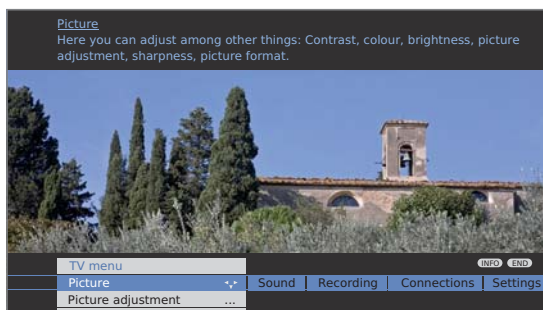 Picture
Here you can adjust among other things: Contrast, colour, brightness, picture
adjustment, sharpness, picture format.
TV menu
INFO END
Picture Sound Recording Connections Settings
Picture adjustment ...